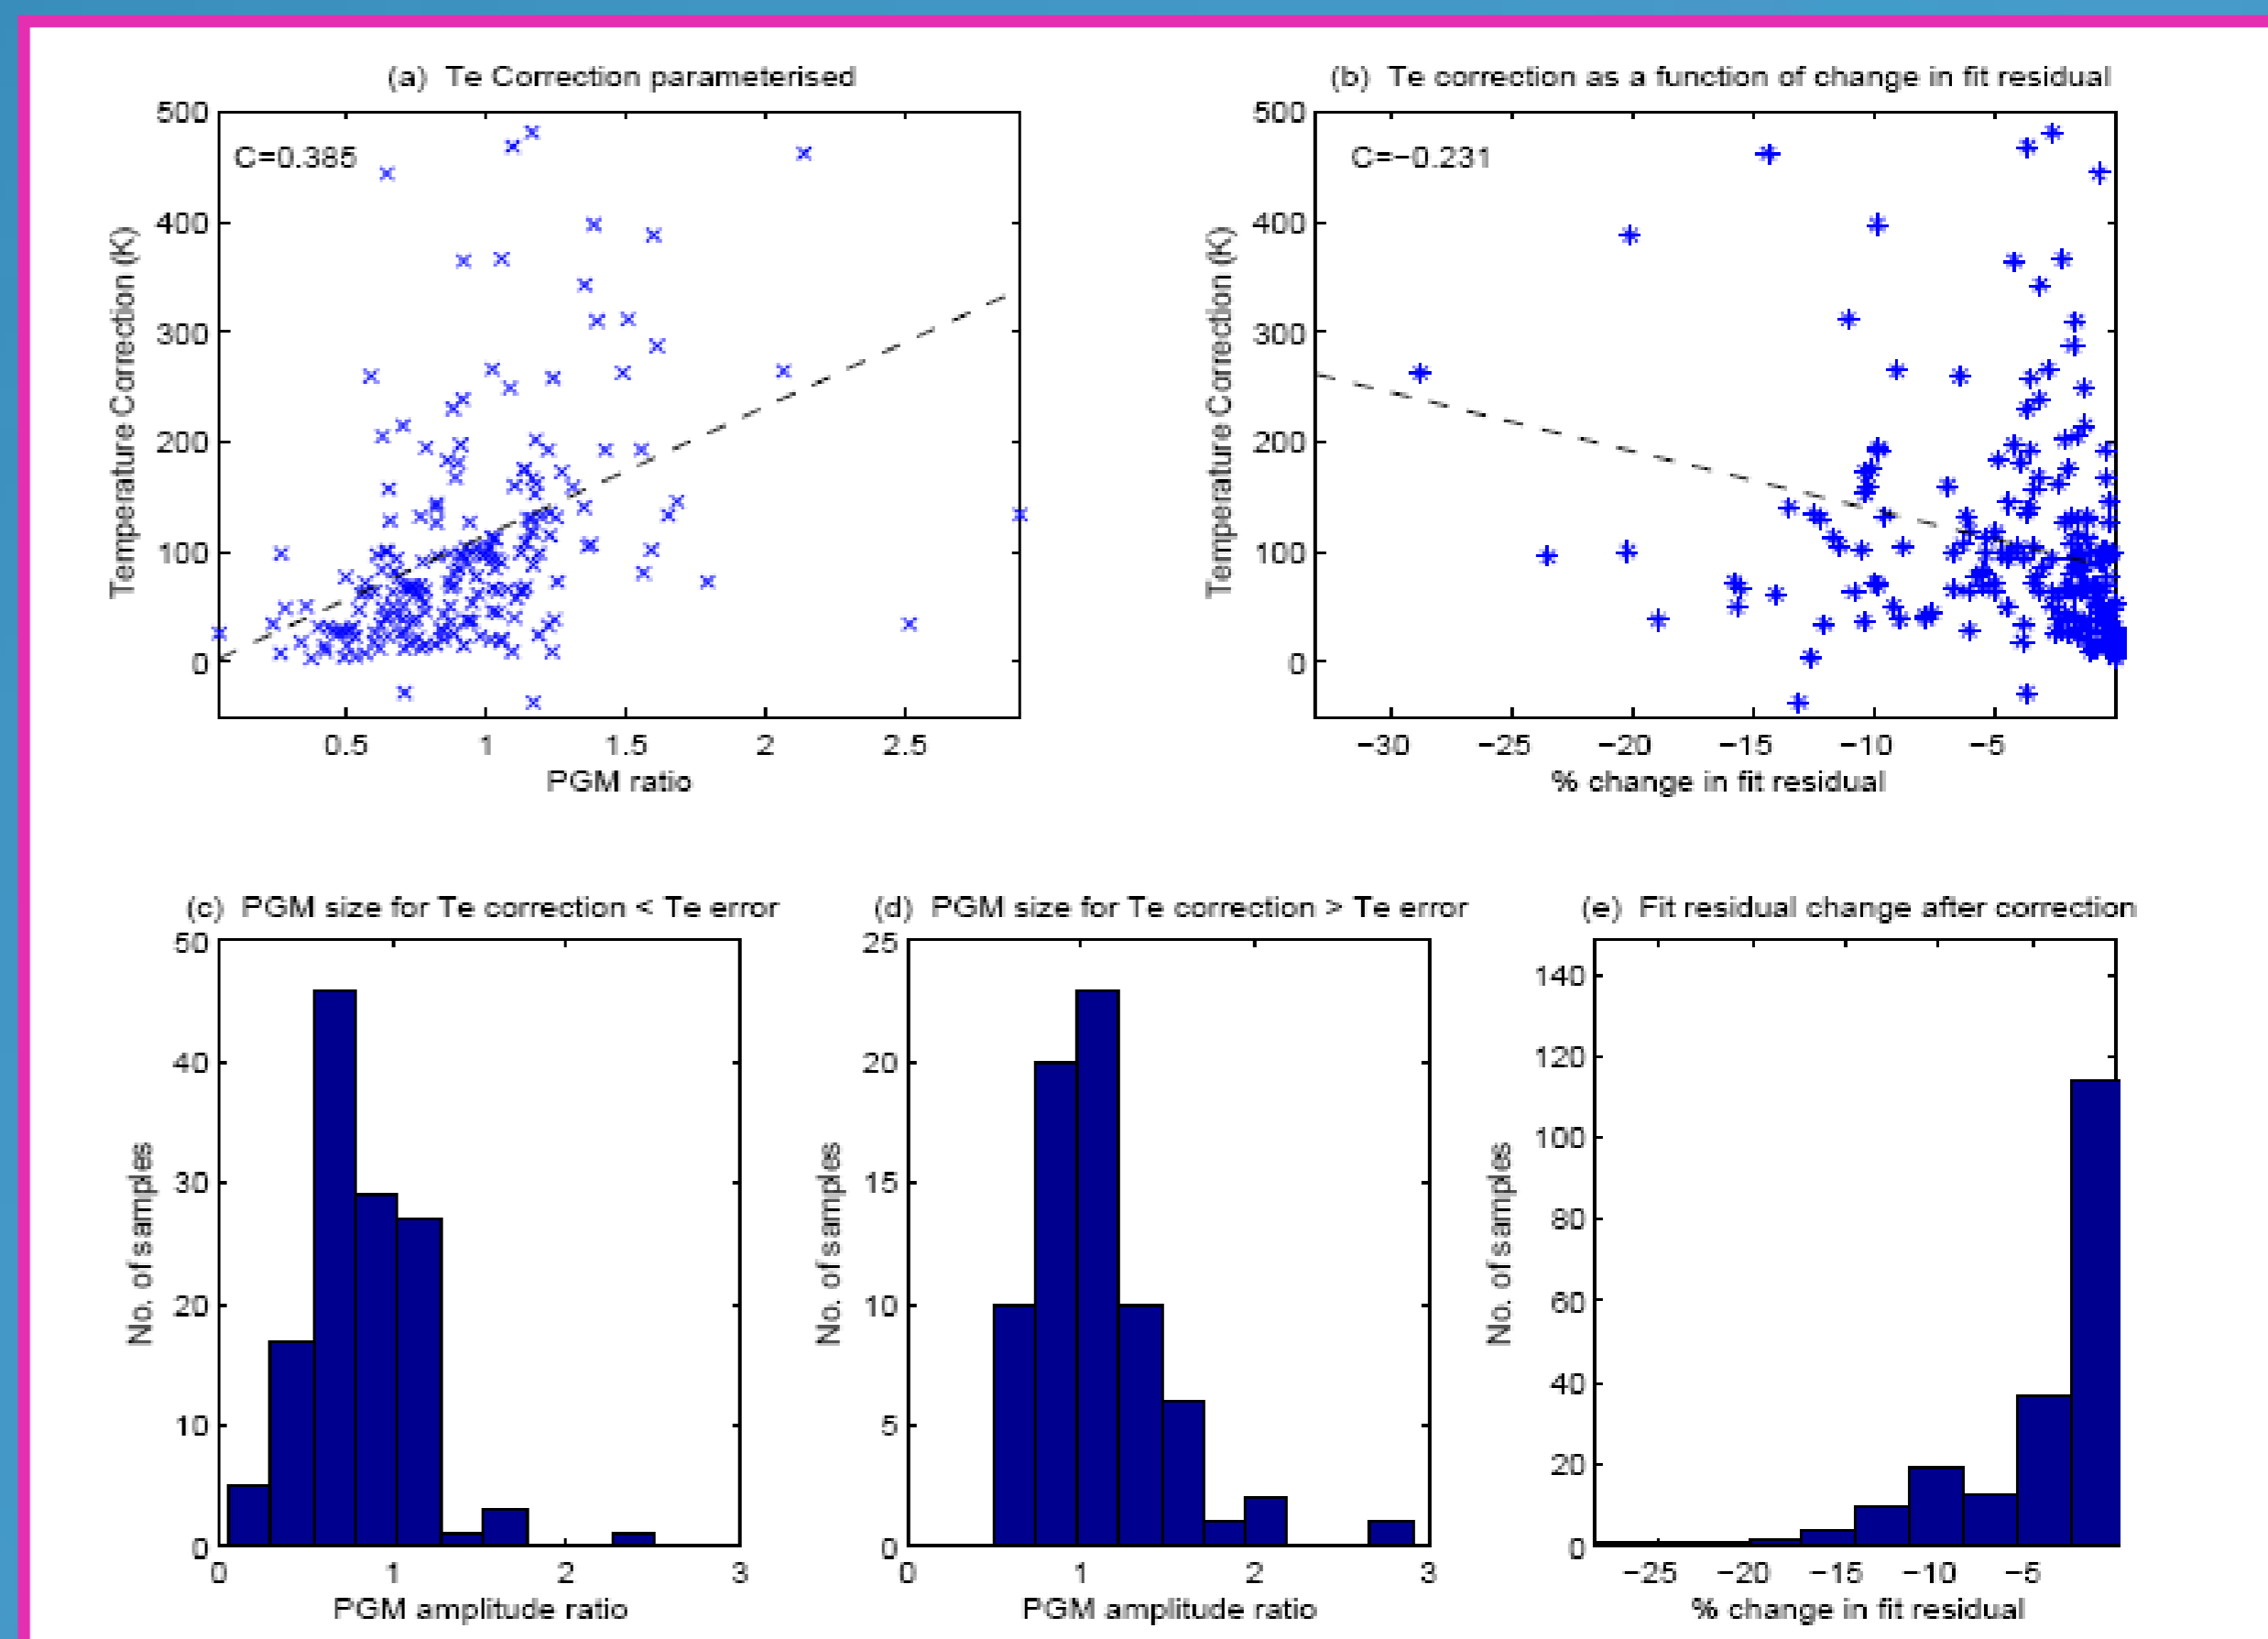 (a) Te Correction parameterised
500
400
300
200
100
0
C=0.385
Temperature Correction (K)
0.5 1 1.5 2 2.5
PGM ratio
(b) Te correction as a function of change in fit residual
500
400
300
200
100
0
C=−0.231
Temperature Correction (K)
−30 −25 −20 −15 −10 −5
% change in fit residual
(c) PGM size for Te correction < Te error
50
40
30
20
10
0
No. of samples
0 1 2 3
PGM amplitude ratio
(d) PGM size for Te correction > Te error
25
20
15
10
5
0
No. of samples
0 1 2 3
PGM amplitude ratio
(e) Fit residual change after correction
140
120
100
80
60
40
20
0
No. of samples
−25 −20 −15 −10 −5
% change in fit residual